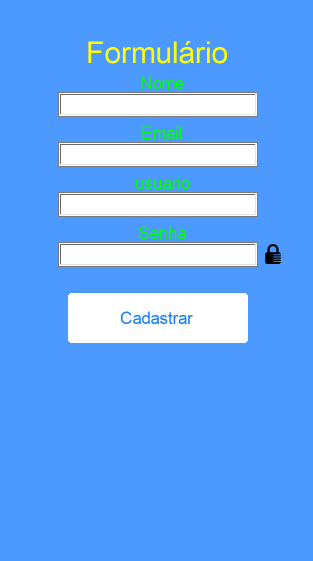 Formulário
Nome
Email
usuario
Senha
Cadastrar